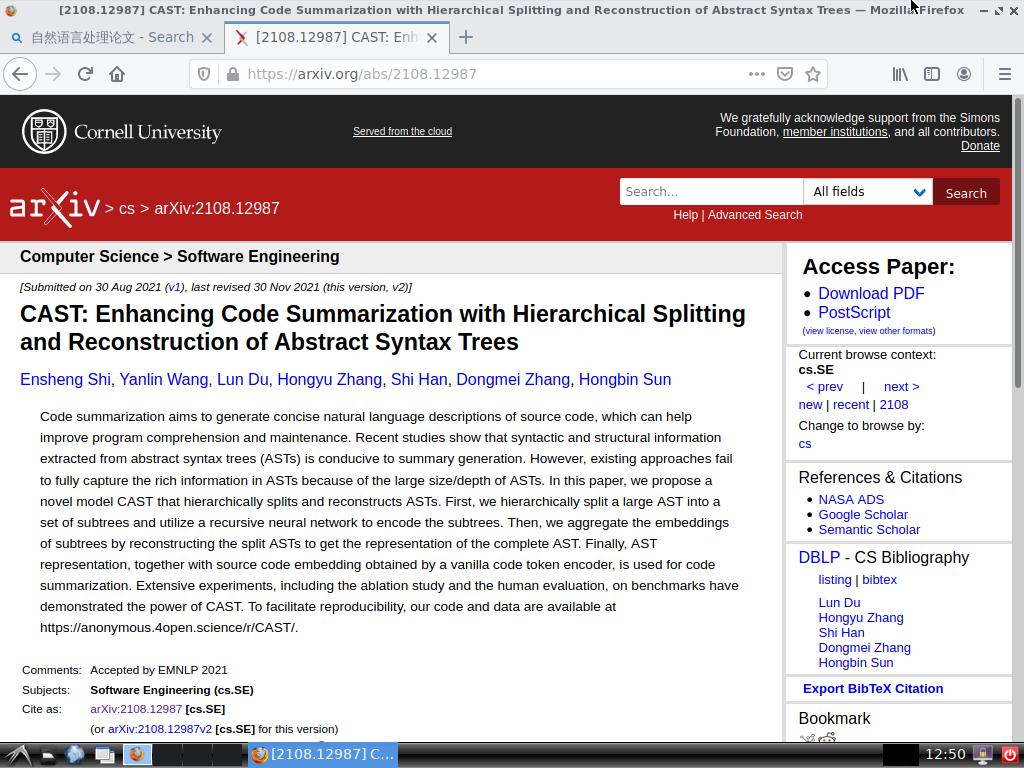 [2108.12987] CAST: Enhancing Code Summarization with Hierarchical Splitting and Reconstruction of Abstract Syntax Trees — Mozilla Firefox
自然语言处理论文 - Search
[2108.12987] CAST: Enh
https://arxiv.org/abs/2108.12987
Cornell University
Served from the cloud
We gratefully acknowledge support from the Simons
Foundation, member institutions, and all contributors.
Donate
arXiv > cs > arXiv:2108.12987
Search...
All fields
Search
Help | Advanced Search
Computer Science > Software Engineering
[Submitted on 30 Aug 2021 (v1), last revised 30 Nov 2021 (this version, v2)]
CAST: Enhancing Code Summarization with Hierarchical Splitting
and Reconstruction of Abstract Syntax Trees
Ensheng Shi, Yanlin Wang, Lun Du, Hongyu Zhang, Shi Han, Dongmei Zhang, Hongbin Sun
Code summarization aims to generate concise natural language descriptions of source code, which can help
improve program comprehension and maintenance. Recent studies show that syntactic and structural information
extracted from abstract syntax trees (ASTs) is conducive to summary generation. However, existing approaches fail
to fully capture the rich information in ASTs because of the large size/depth of ASTs. In this paper, we propose a
novel model CAST that hierarchically splits and reconstructs ASTs. First, we hierarchically split a large AST into a
set of subtrees and utilize a recursive neural network to encode the subtrees. Then, we aggregate the embeddings
of subtrees by reconstructing the split ASTs to get the representation of the complete AST. Finally, AST
representation, together with source code embedding obtained by a vanilla code token encoder, is used for code
summarization. Extensive experiments, including the ablation study and the human evaluation, on benchmarks have
demonstrated the power of CAST. To facilitate reproducibility, our code and data are available at
https://anonymous.4open.science/r/CAST/.
Comments: Accepted by EMNLP 2021
Subjects: Software Engineering (cs.SE)
Cite as: arXiv:2108.12987 [cs.SE]
(or arXiv:2108.12987v2 [cs.SE] for this version)
Access Paper:
Download PDF
PostScript
(view license, view other formats)
Current browse context:
cs.SE
< prev | next >
new | recent | 2108
Change to browse by:
cs
References & Citations
NASA ADS
Google Scholar
Semantic Scholar
DBLP - CS Bibliography
listing | bibtex
Lun Du
Hongyu Zhang
Shi Han
Dongmei Zhang
Hongbin Sun
Export BibTeX Citation
Bookmark
[2108.12987] C...
12:50